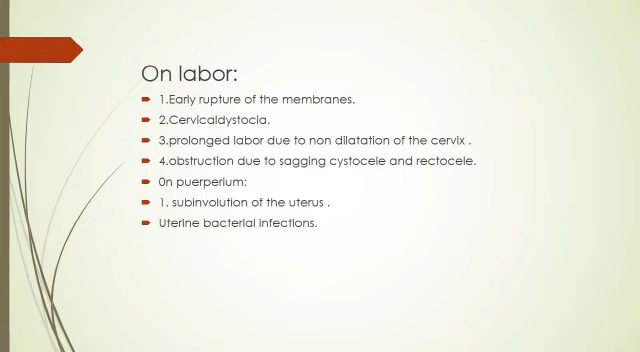 On labor:
1.Early rupture of the membranes.
2.Cervicaldystocia.
3.prolonged labor due to non dilatation of the cervix .
4.obstruction due to sagging cystocele and rectocele.
0n puerperium:
1. subinvolution of the uterus .
Uterine bacterial infections.